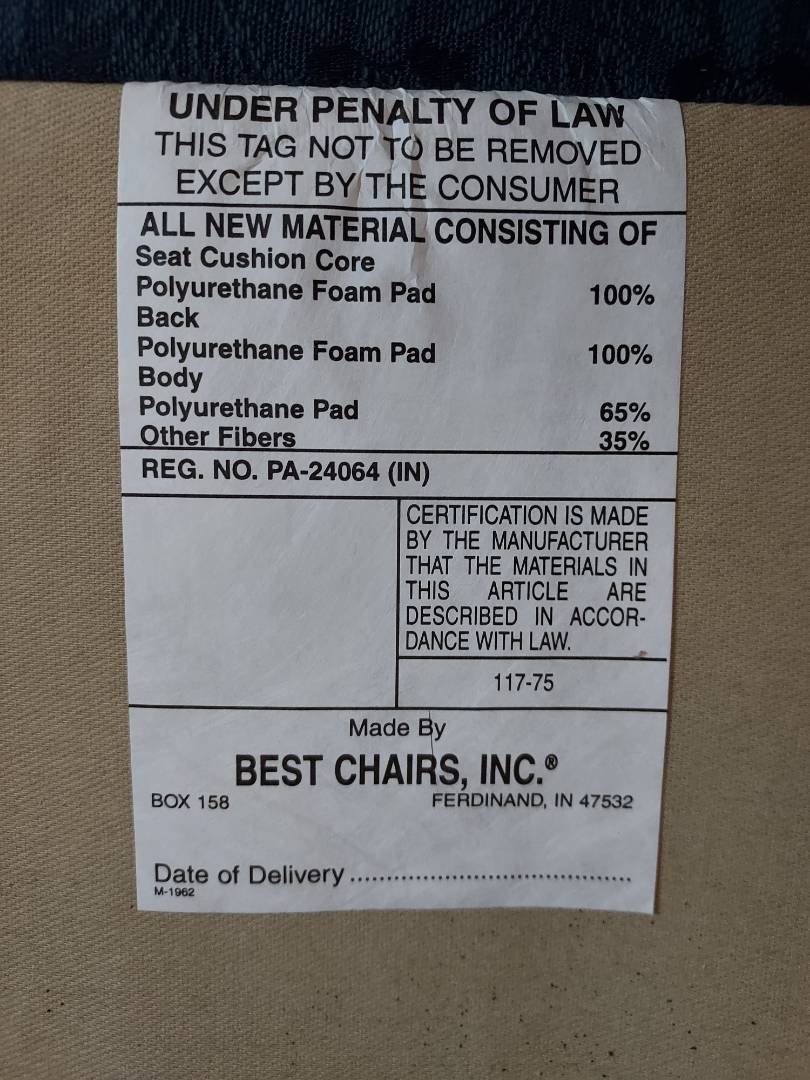 UNDER PENALTY OF LAW
THIS TAG NOT TO BE REMOVED
EXCEPT BY THE CONSUMER
ALL NEW MATERIAL CONSISTING OF
Seat Cushion Core
Polyurethane Foam Pad 100%
Back
Polyurethane Foam Pad 100%
Body
Polyurethane Pad 65%
Other Fibers 35%
REG. NO. PA-24064 (IN)
CERTIFICATION IS MADE
BY THE MANUFACTURER
THAT THE MATERIALS IN
THIS ARTICLE ARE
DESCRIBED IN ACCOR-
DANCE WITH LAW.
117-75
Made By
BEST CHAIRS, INC.®
BOX 158 FERDINAND, IN 47532
Date of Delivery ......................................
M-1962